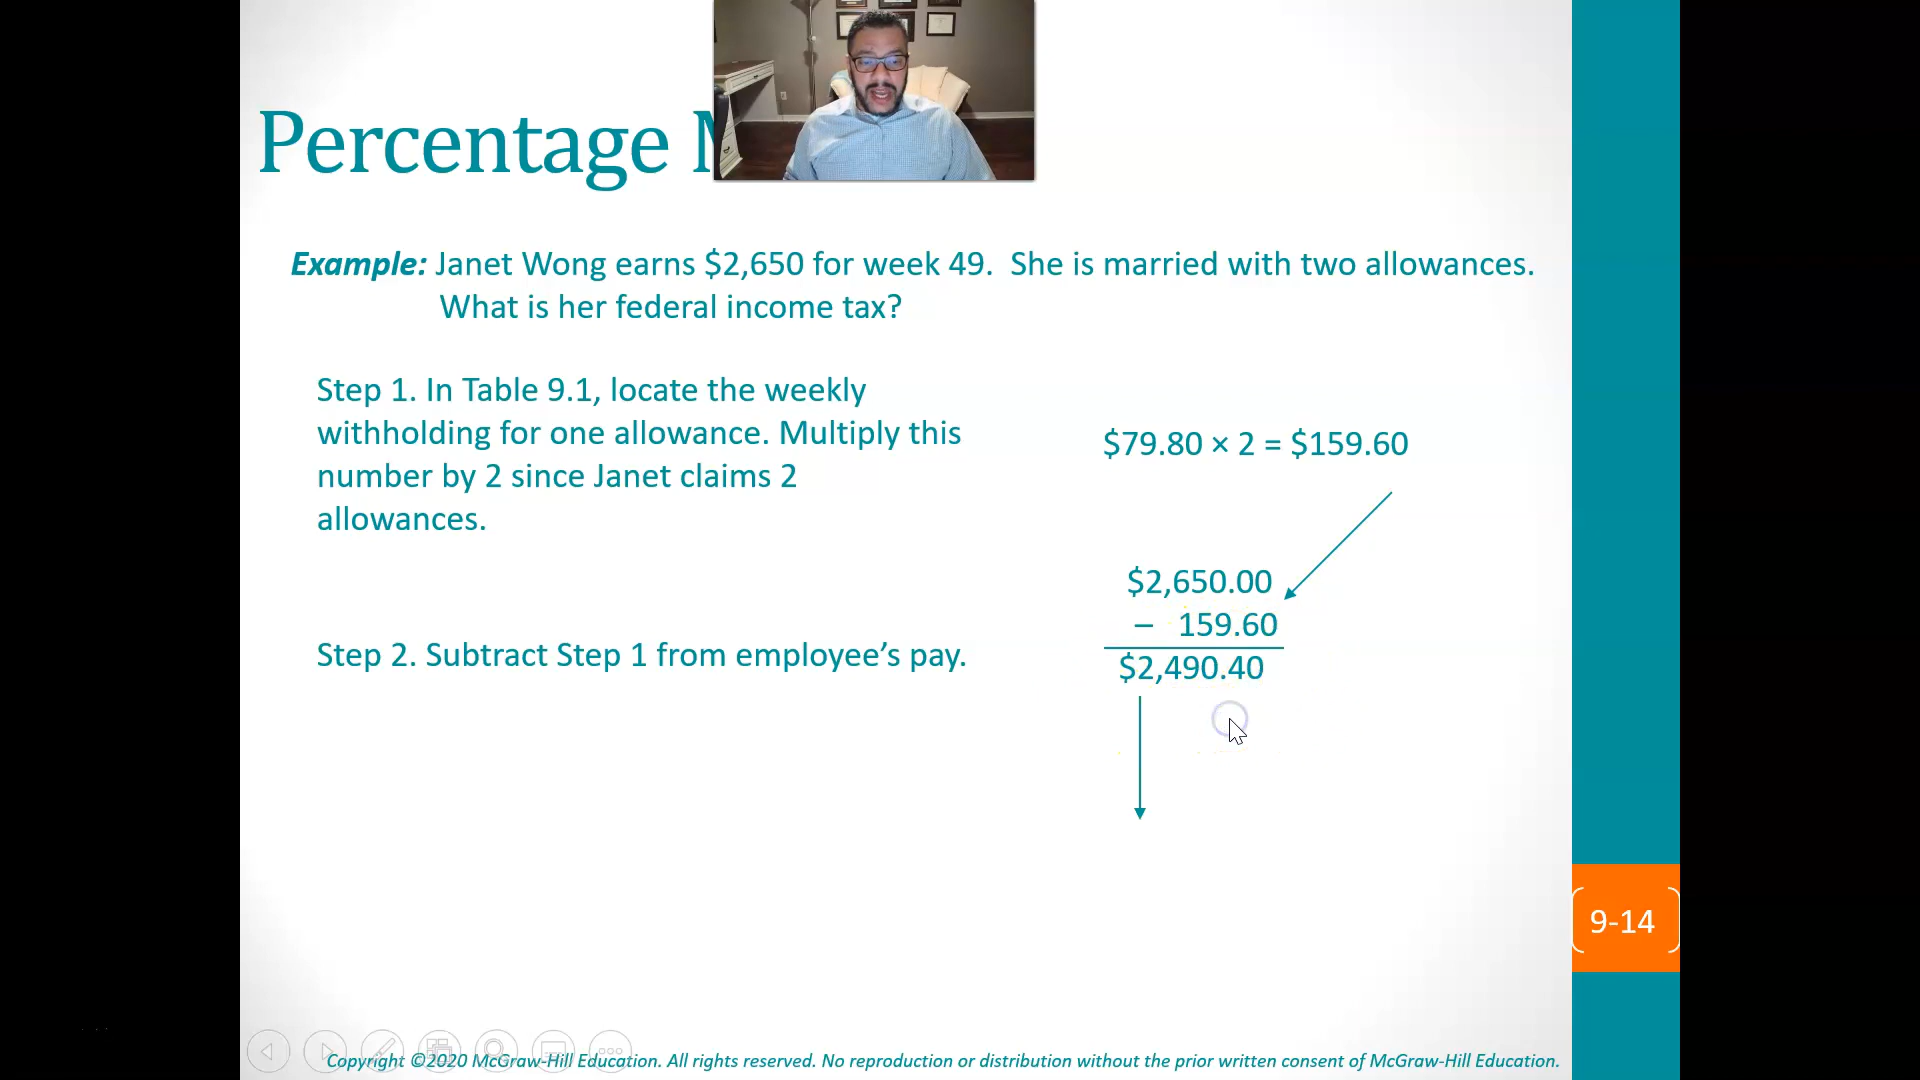 Percentage
Example: Janet Wong earns $2,650 for week 49. She is married with two allowances.
What is her federal income tax?
Step 1. In Table 9.1, locate the weekly
withholding for one allowance. Multiply this
number by 2 since Janet claims 2
allowances.
$79.80 × 2 = $159.60
$2,650.00
– 159.60
$2,490.40
Step 2. Subtract Step 1 from employee’s pay.
9-14
Copyright ©2020 McGraw-Hill Education. All rights reserved. No reproduction or distribution without the prior written consent of McGraw-Hill Education.